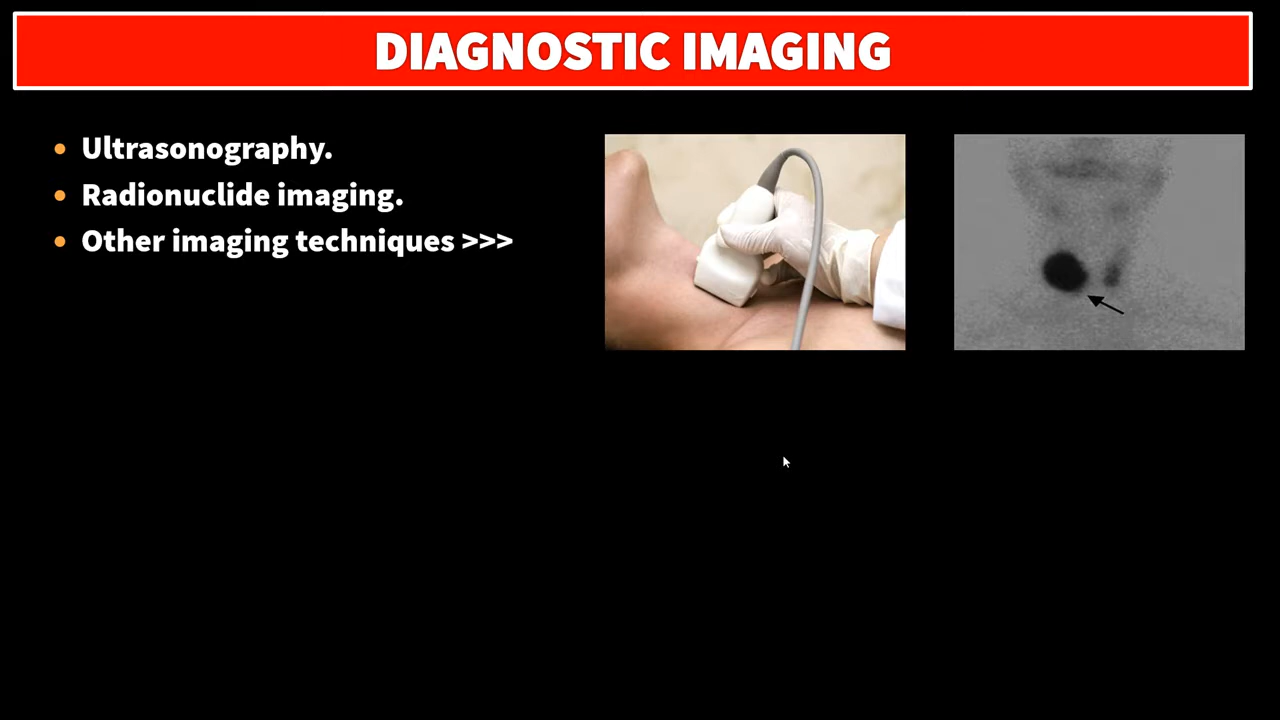 DIAGNOSTIC IMAGING
Ultrasonography.
Radionuclide imaging.
Other imaging techniques >>>